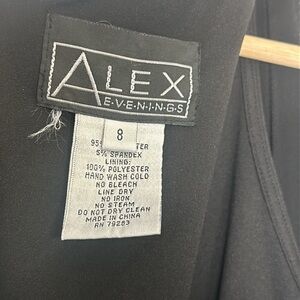 ALEX
E·V·E·N·I·N·G·S
8
95
TER
5% SPANDEX
LINING:
100% POLYESTER
HAND WASH COLD
NO BLEACH
LINE DRY
NO IRON
NO STEAM
DO NOT DRY CLEAN
MADE IN CHINA
RN 79283